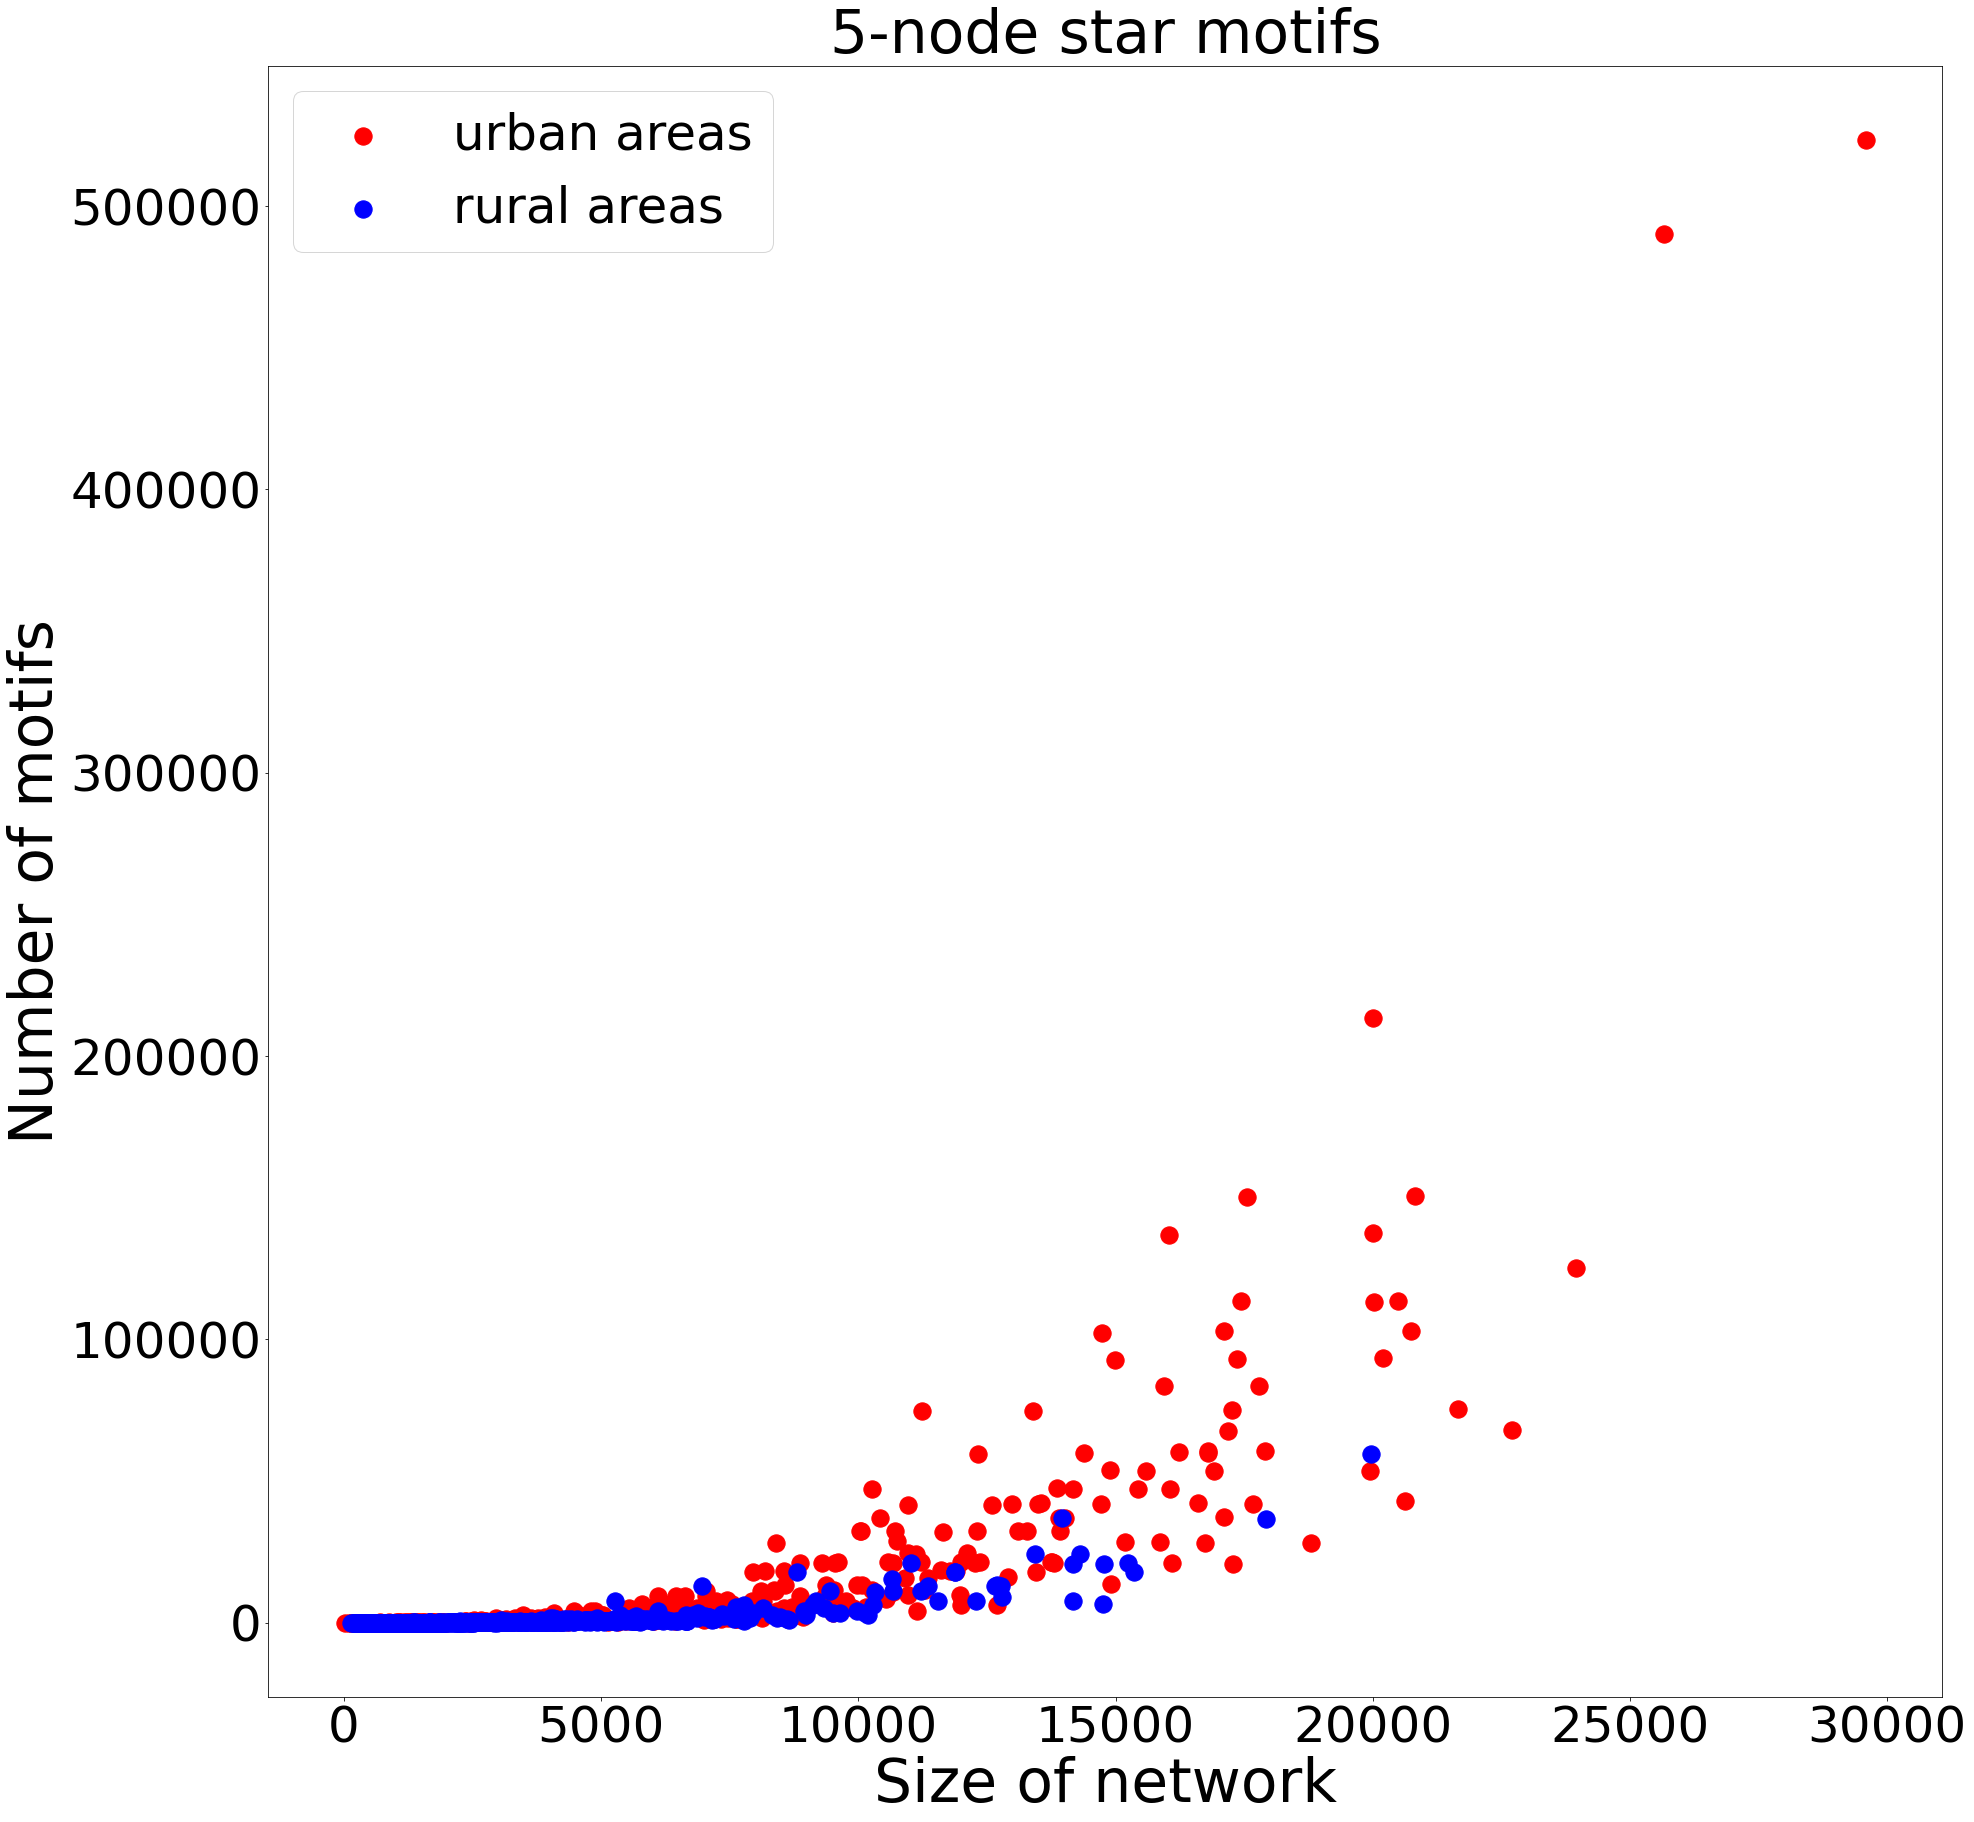 5-node star motifs
urban areas
rural areas
Number of motifs
500000
400000
300000
200000
100000
0
0 5000 10000 15000 20000 25000 30000
Size of network